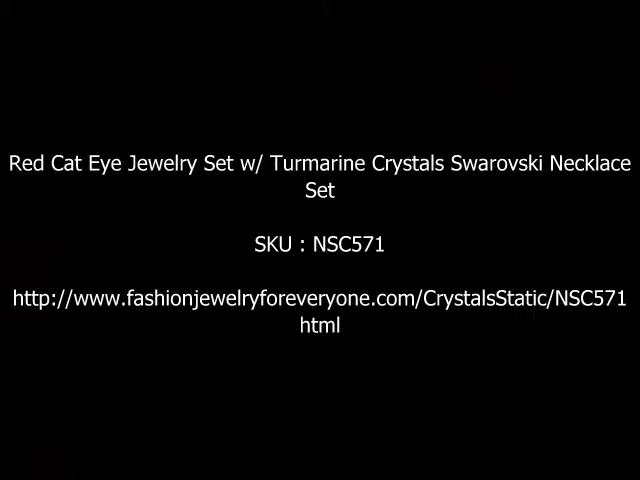 Red Cat Eye Jewelry Set w/ Turmarine Crystals Swarovski Necklace
Set
SKU : NSC571
http://www.fashionjewelryforeveryone.com/CrystalsStatic/NSC571
html